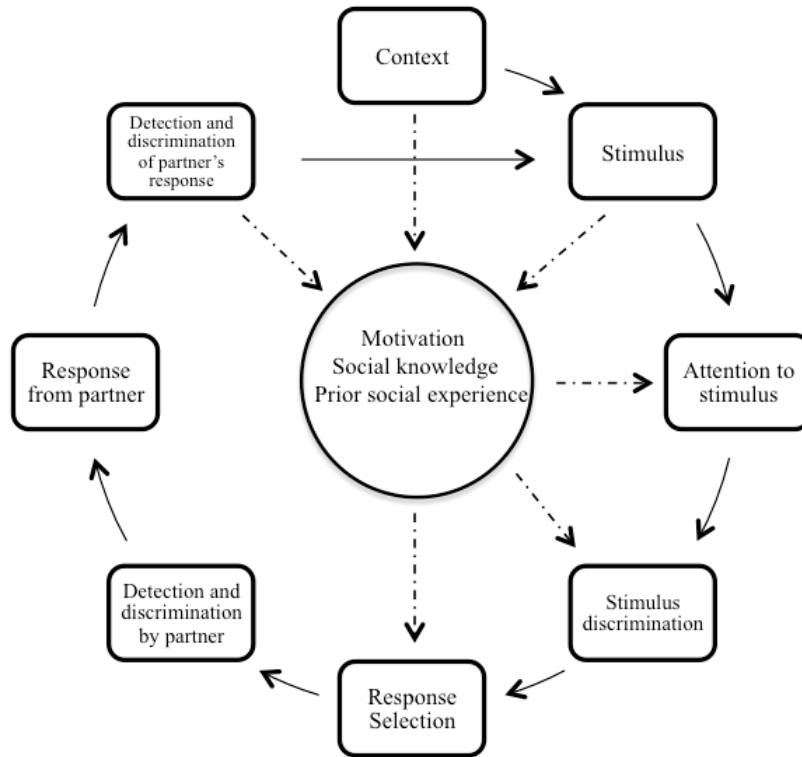 Context
Detection and
discrimination
of partner’s
response
Stimulus
Motivation
Social knowledge
Prior social experience
Response
from partner
Attention to
stimulus
Detection and
discrimination
by partner
Stimulus
discrimination
Response
Selection